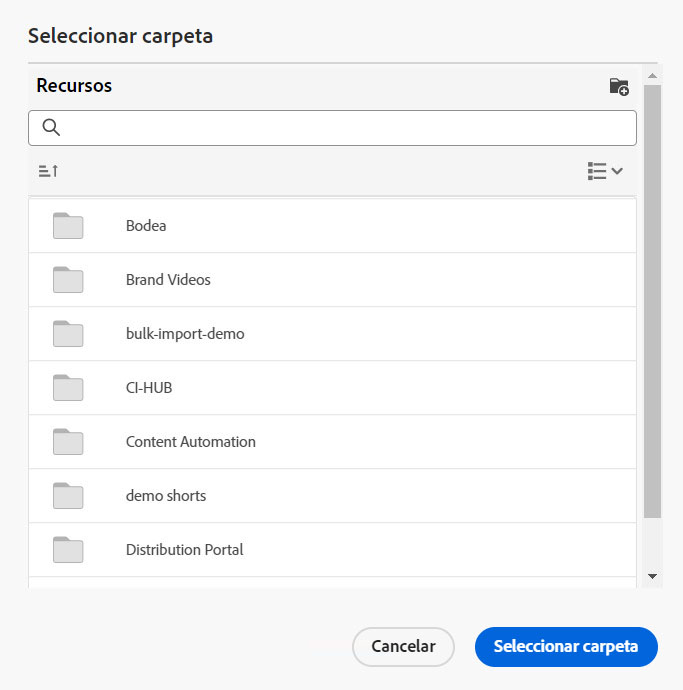 Seleccionar carpeta
Recursos
Bodea
Brand Videos
bulk-import-demo
CI-HUB
Content Automation
demo shorts
Distribution Portal
Cancelar
Seleccionar carpeta